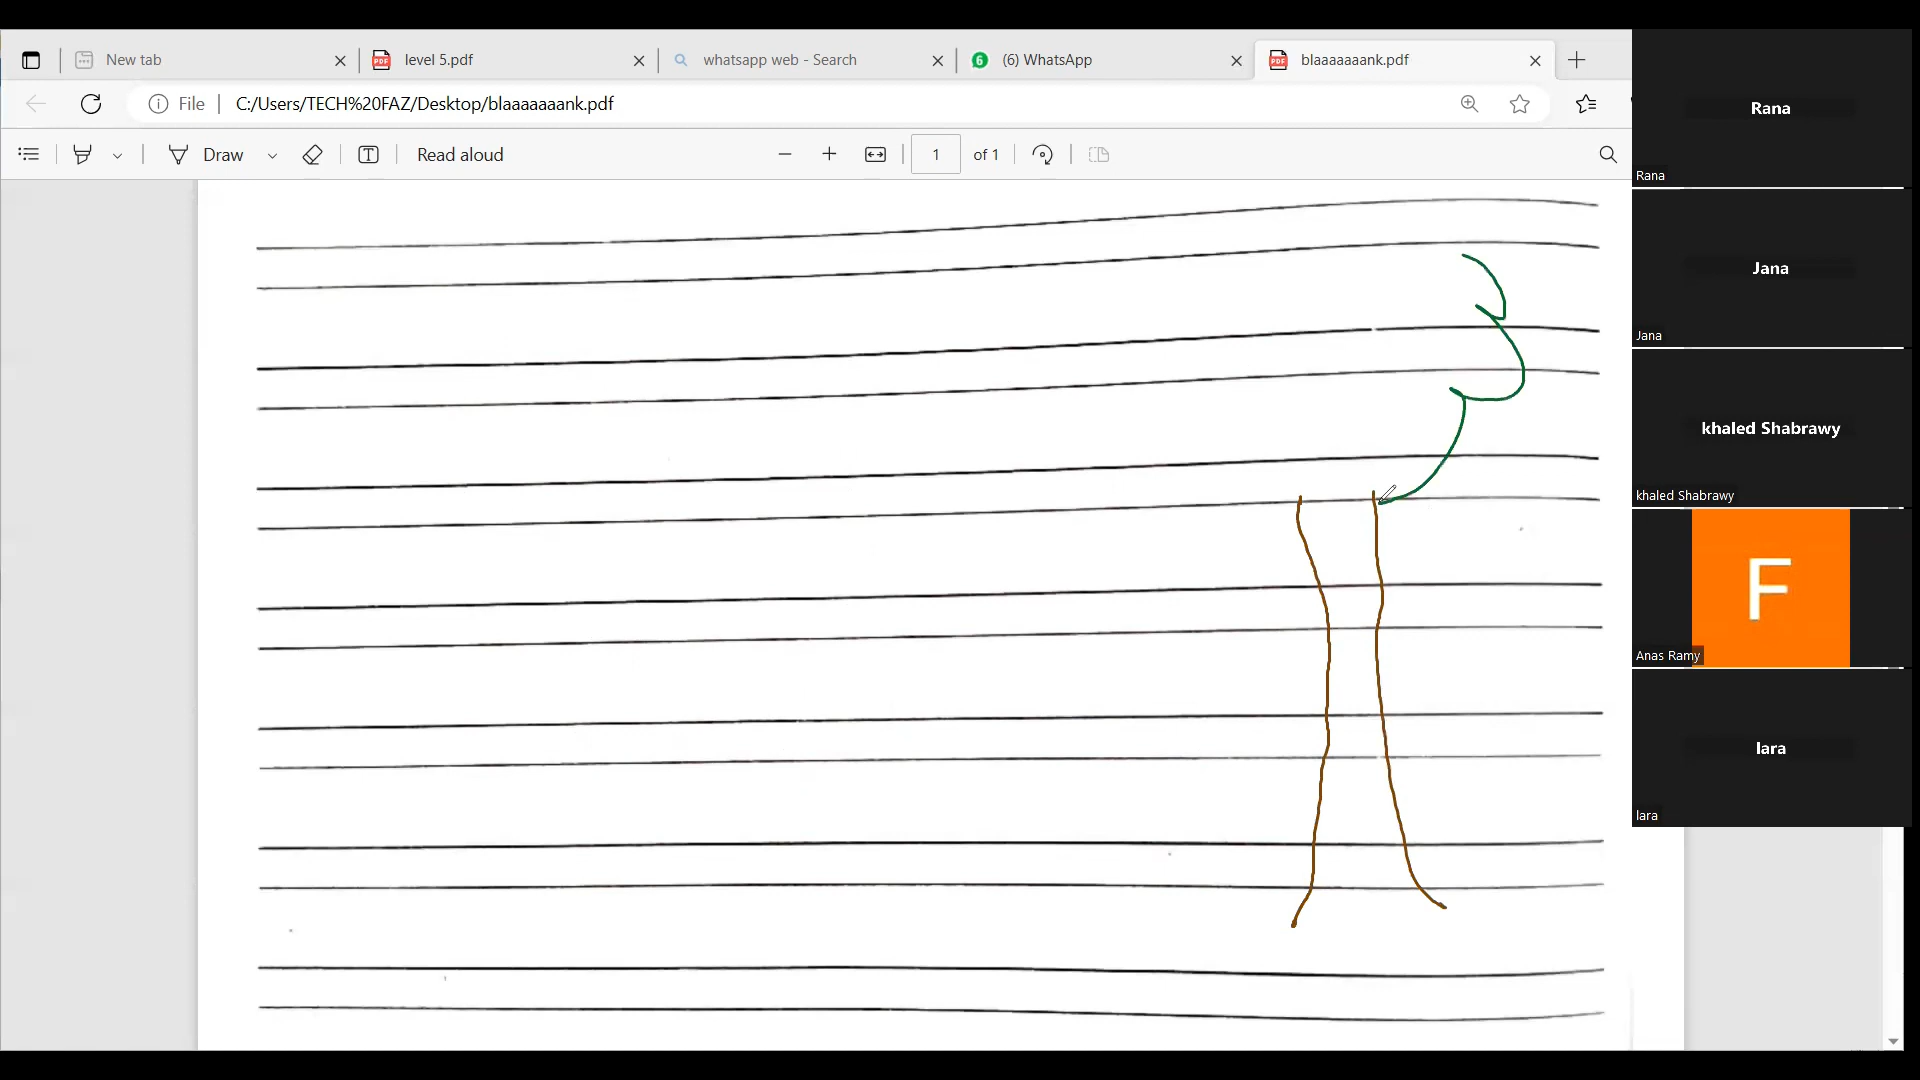 New tab
level 5.pdf
whatsapp web - Search
(6) WhatsApp
blaaaaaaank.pdf
File
C:/Users/TECH%20FAZ/Desktop/blaaaaaaank.pdf
Draw
Read aloud
1 of 1
Rana
Rana
Jana
Jana
khaled Shabrawy
khaled Shabrawy
F
Anas Ramy
lara
lara